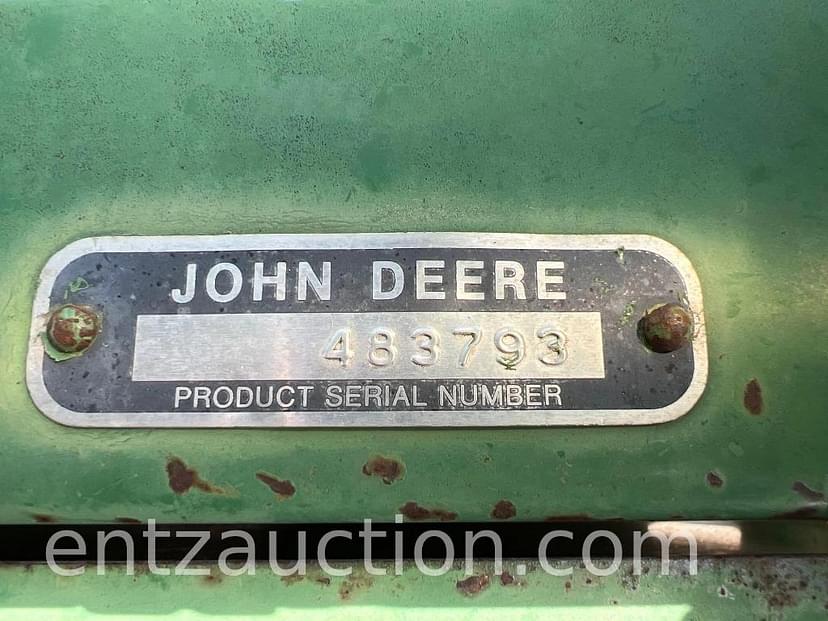 JOHN DEERE
483793
PRODUCT SERIAL NUMBER
entzauction.com